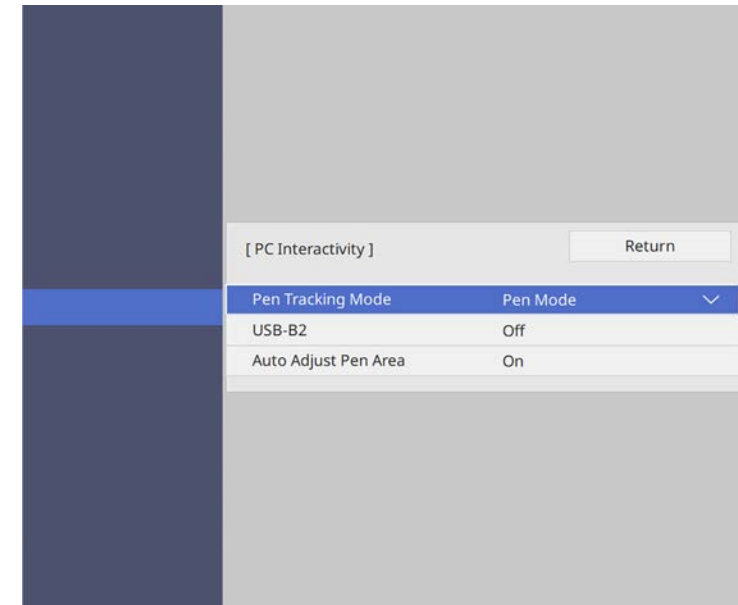 [ PC Interactivity ] Return
Pen Tracking Mode Pen Mode
USB-B2 Off
Auto Adjust Pen Area On